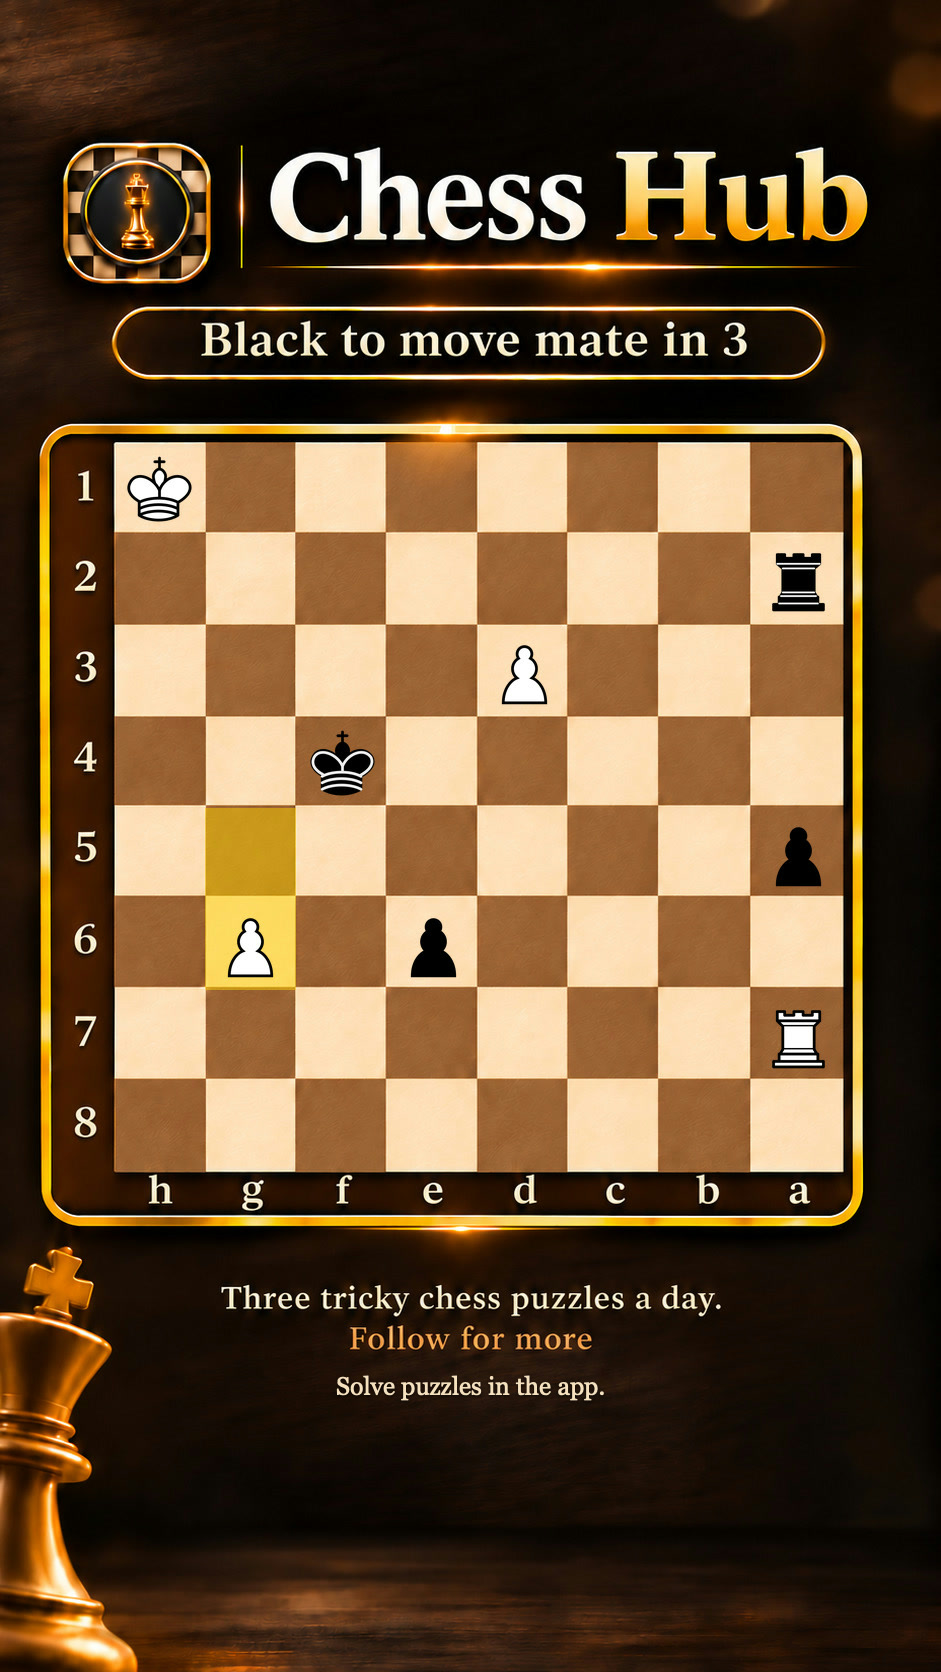 Chess Hub
Black to move mate in 3
1
2
3
4
5
6
7
8
h g f e d c b a
Three tricky chess puzzles a day.
Follow for more
Solve puzzles in the app.